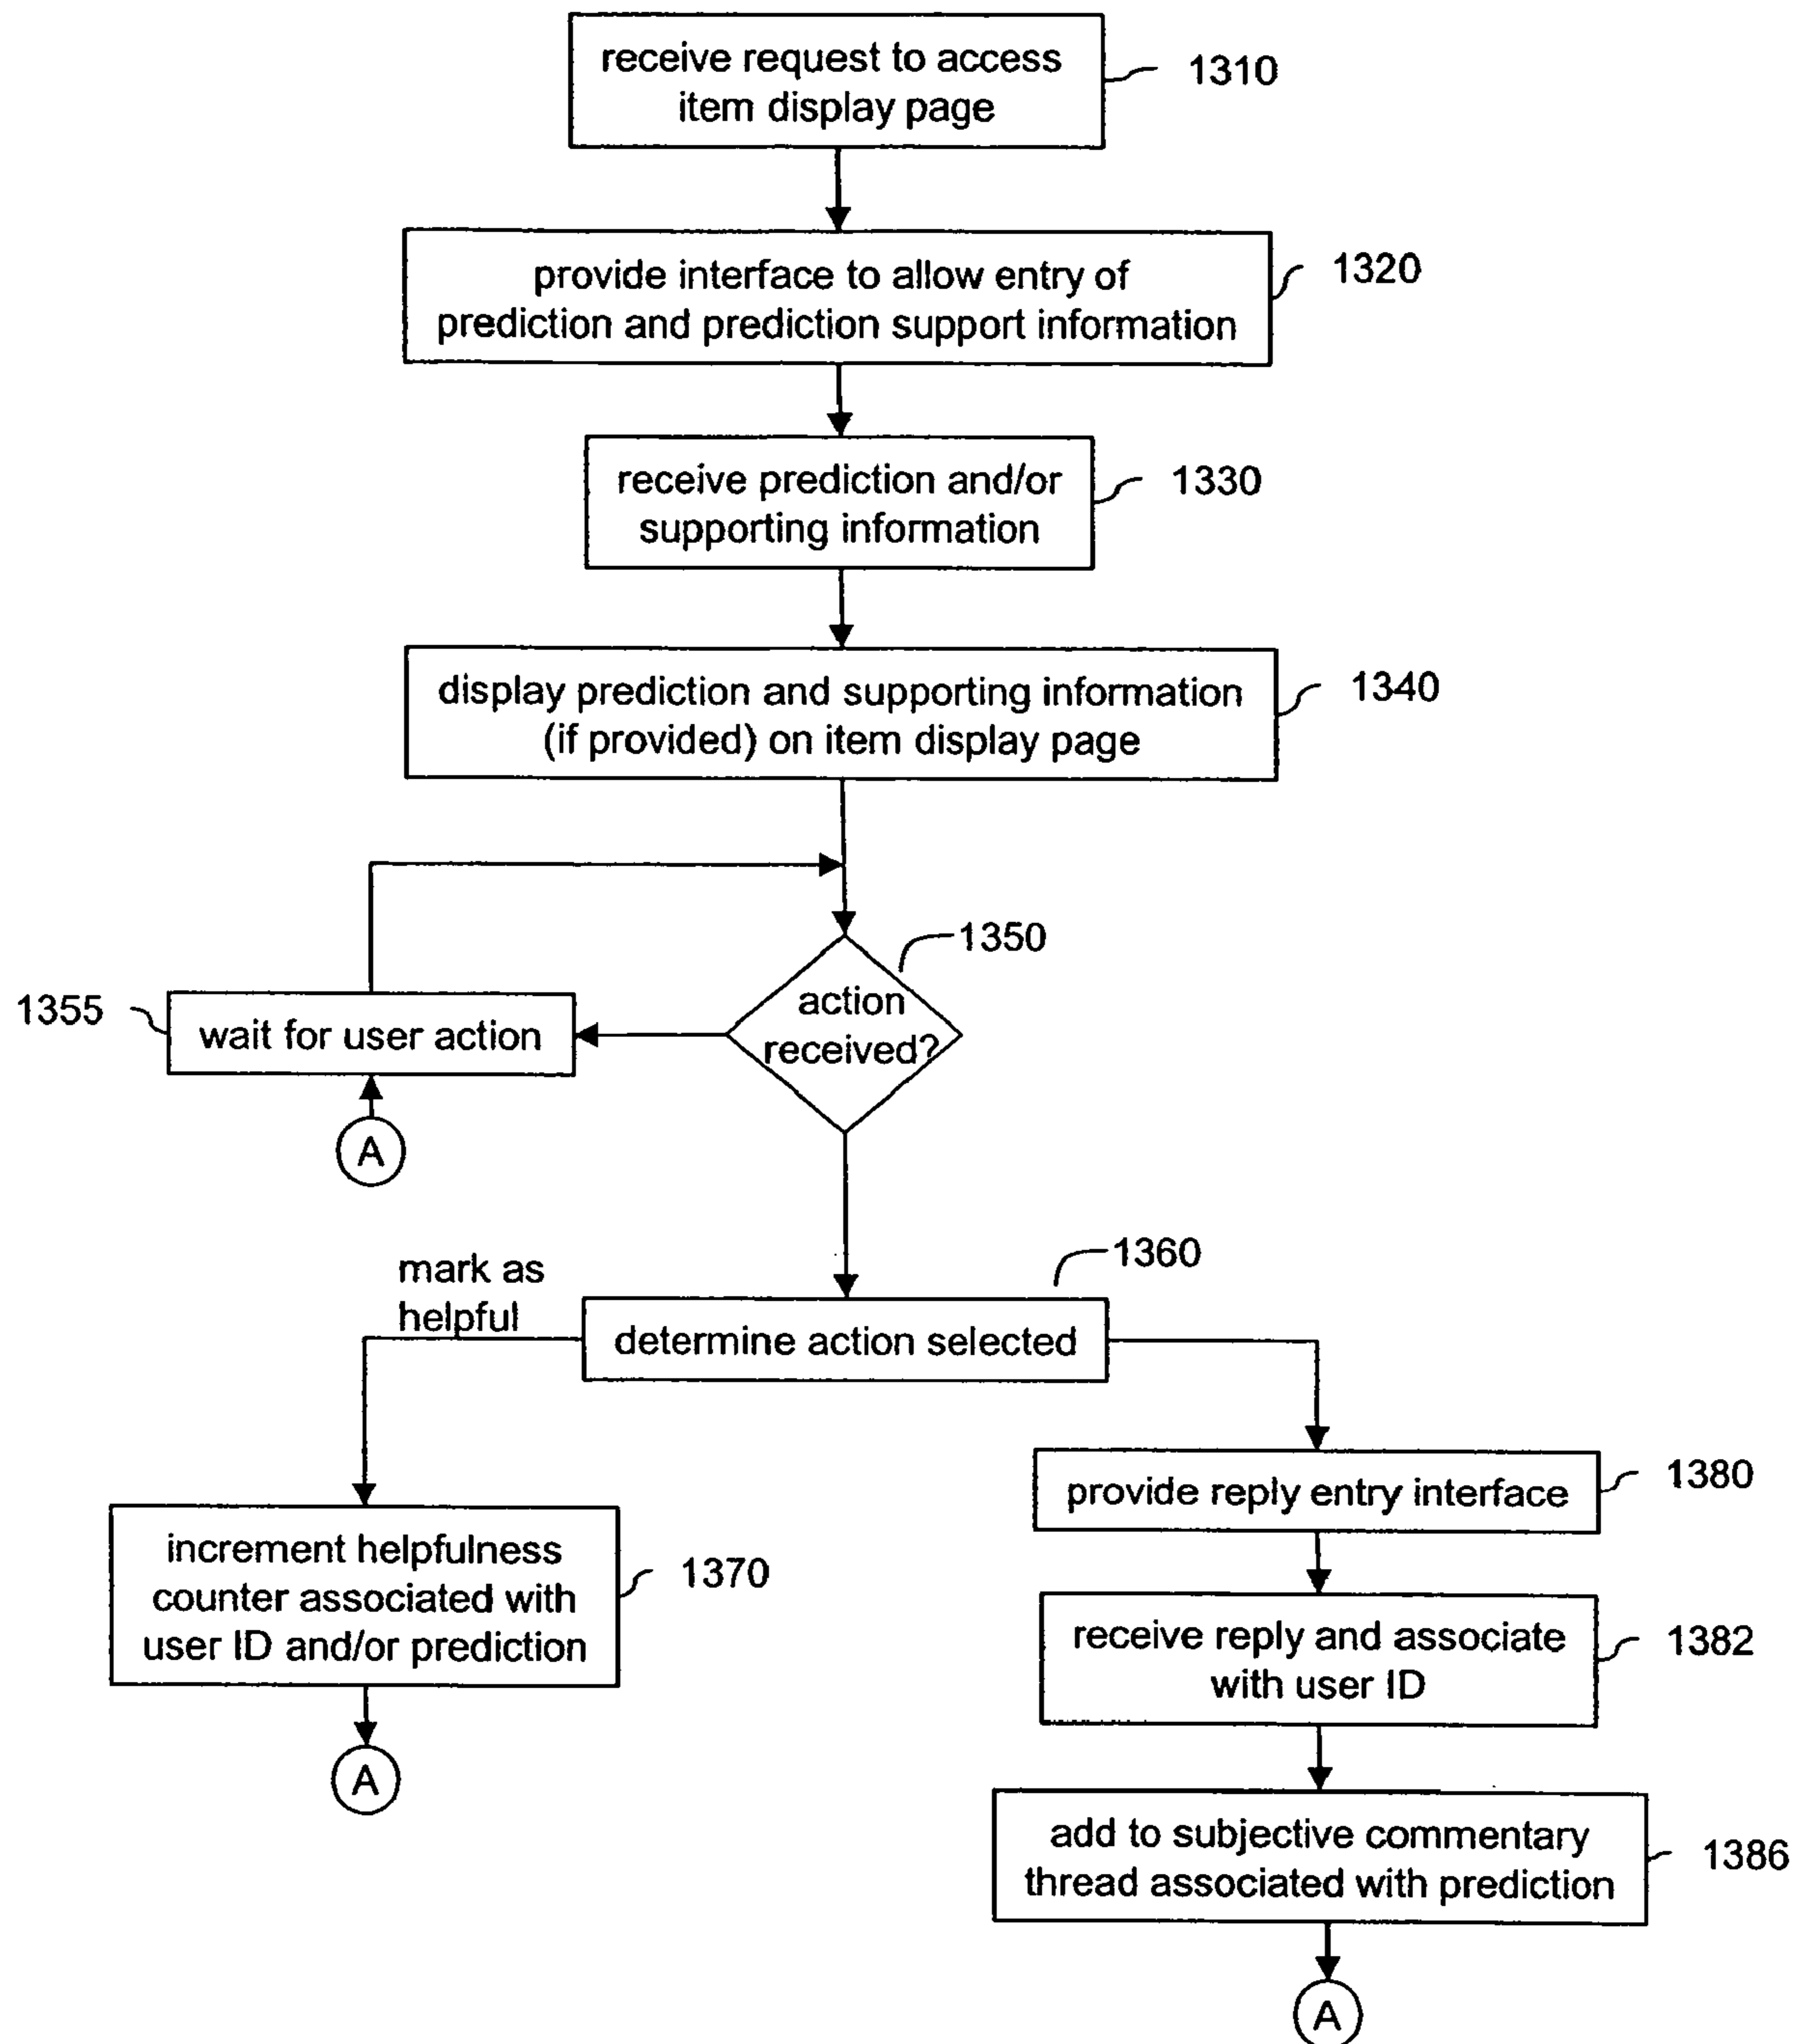 receive request to access
item display page
1310
provide interface to allow entry of
prediction and prediction support information
1320
receive prediction and/or
supporting information
1330
display prediction and supporting information
(if provided) on item display page
1340
1350
action
received?
1355
wait for user action
A
1360
mark as
helpful
determine action selected
provide reply entry interface
1380
increment helpfulness
counter associated with
user ID and/or prediction
1370
receive reply and associate
with user ID
1382
A
add to subjective commentary
thread associated with prediction
1386
A